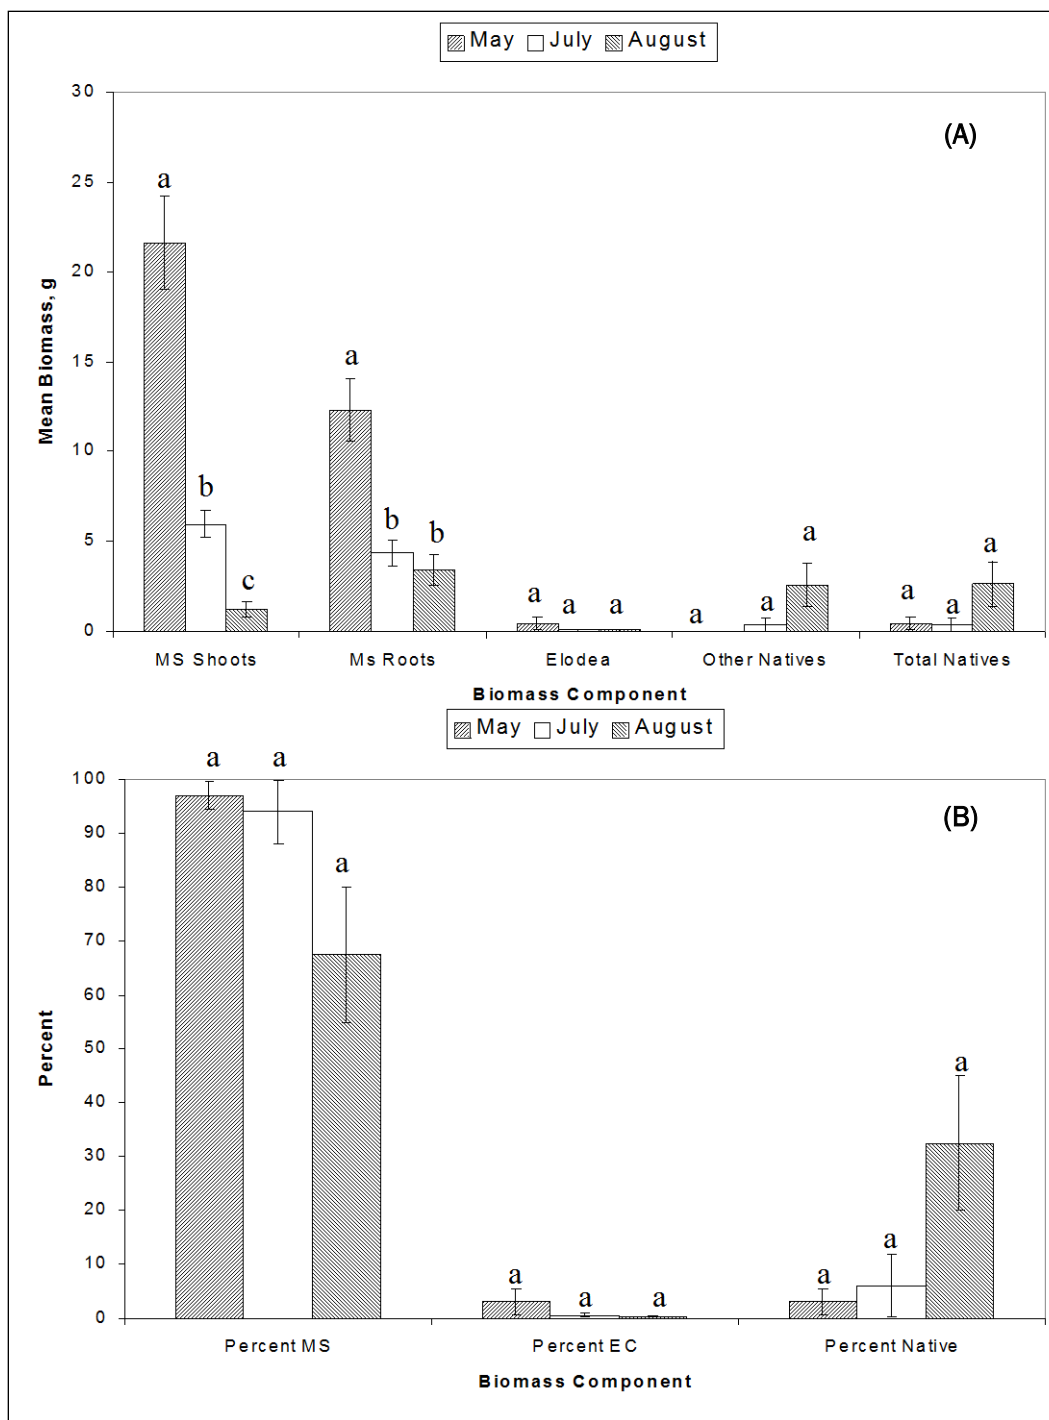 May July August
(A)
30
25
20
15
10
5
0
Mean Biomass, g
a
b
c
a
b
b
a
a
a
a
a
a
a
a
a
MS Shoots Ms Roots Elodea Other Natives Total Natives
Biomass Component
May July August
(B)
100
90
80
70
60
50
40
30
20
10
0
Percent
a
a
a
a
a
a
a
a
a
Percent MS Percent EC Percent Native
Biomass Component